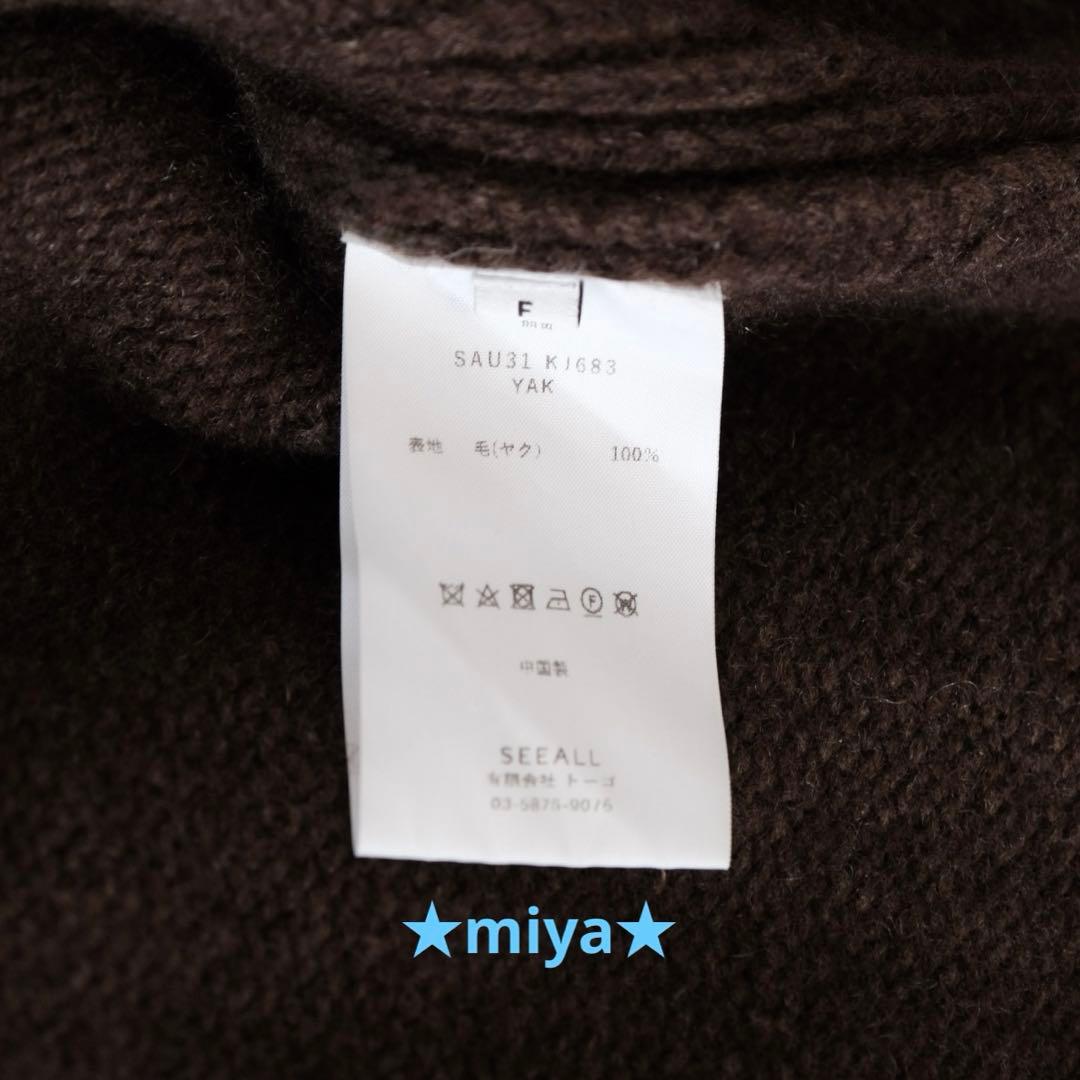 F
SAU31 KJ683
YAK
表地 毛(ヤク) 100%
F
W
中国製
SEEALL
有限会社 トーゴ
03-5875-9076
★miya★